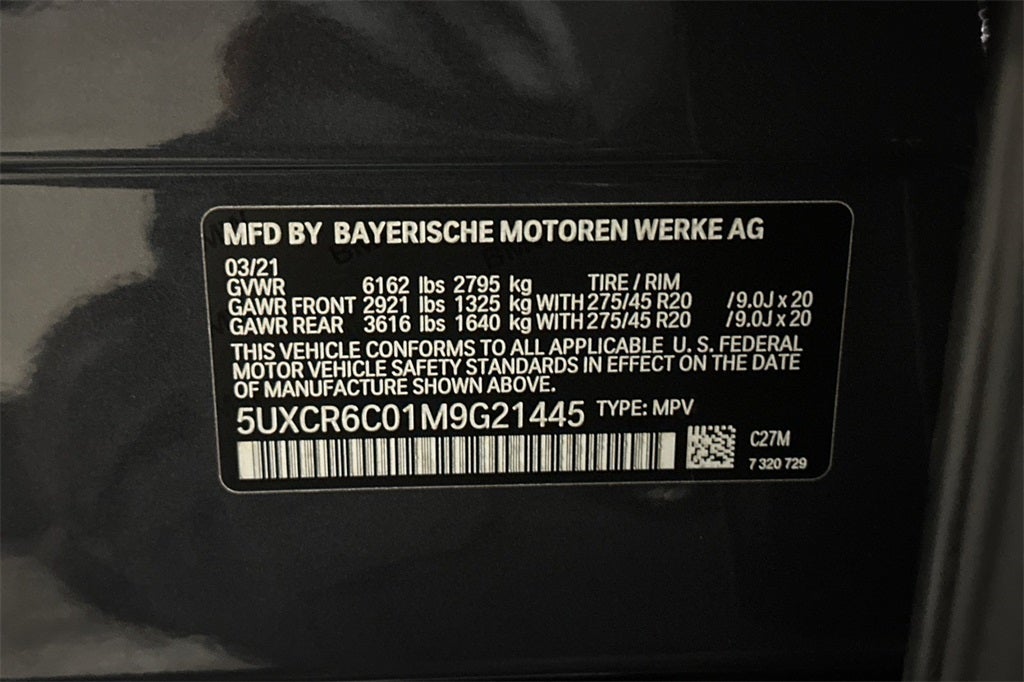 MFD BY BAYERISCHE MOTOREN WERKE AG
03/21
GVWR 6162 lbs 2795 kg TIRE / RIM
GAWR FRONT 2921 lbs 1325 kg WITH 275/45 R20 /9.0J x 20
GAWR REAR 3616 lbs 1640 kg WITH 275/45 R20 /9.0J x 20
THIS VEHICLE CONFORMS TO ALL APPLICABLE U. S. FEDERAL
MOTOR VEHICLE SAFETY STANDARDS IN EFFECT ON THE DATE
OF MANUFACTURE SHOWN ABOVE.
5UXCR6C01M9G21445 TYPE: MPV
C27M
7 320 729